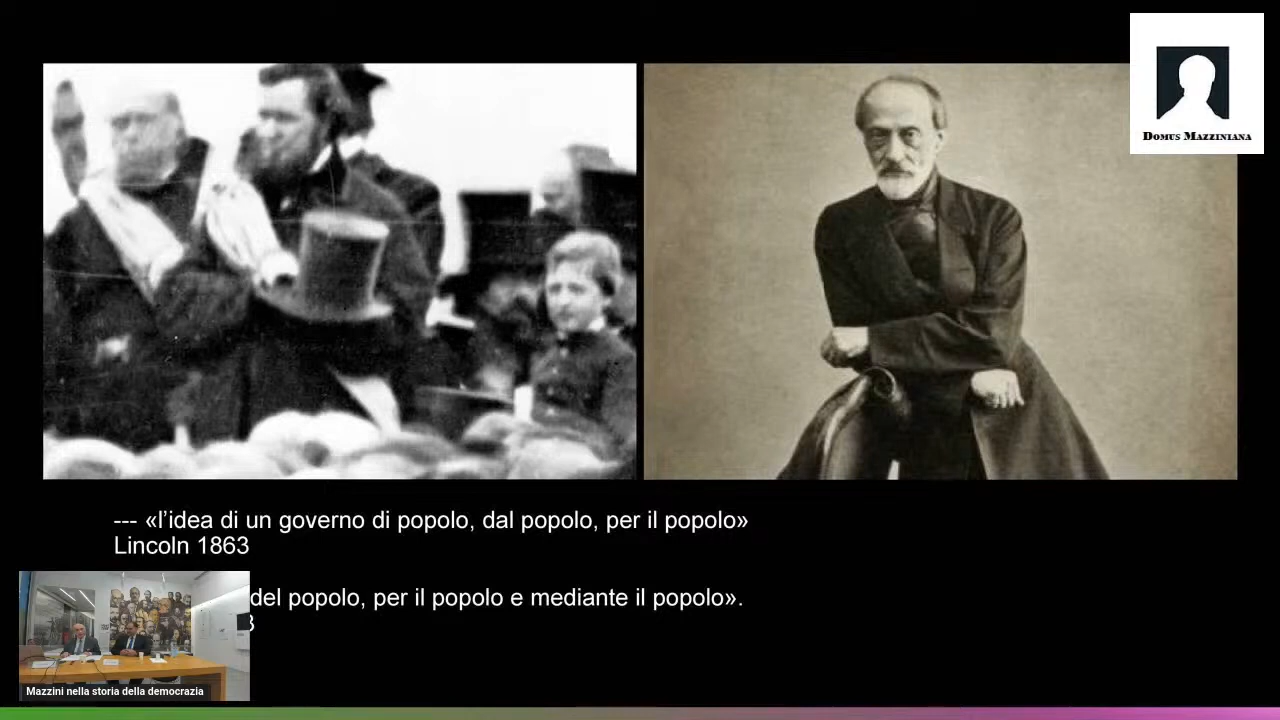 DOMUS MAZZINIANA
--- «l’idea di un governo di popolo, dal popolo, per il popolo»
Lincoln 1863
del popolo, per il popolo e mediante il popolo».
3
Mazzini nella storia della democrazia